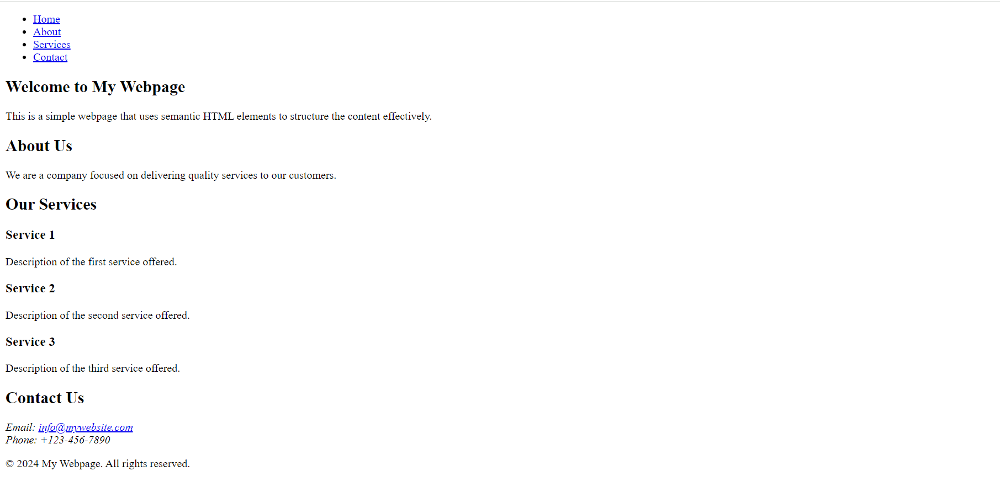 Home
About
Services
Contact
Welcome to My Webpage
This is a simple webpage that uses semantic HTML elements to structure the content effectively.
About Us
We are a company focused on delivering quality services to our customers.
Our Services
Service 1
Description of the first service offered.
Service 2
Description of the second service offered.
Service 3
Description of the third service offered.
Contact Us
Email: info@mywebsite.com
Phone: +123-456-7890
© 2024 My Webpage. All rights reserved.